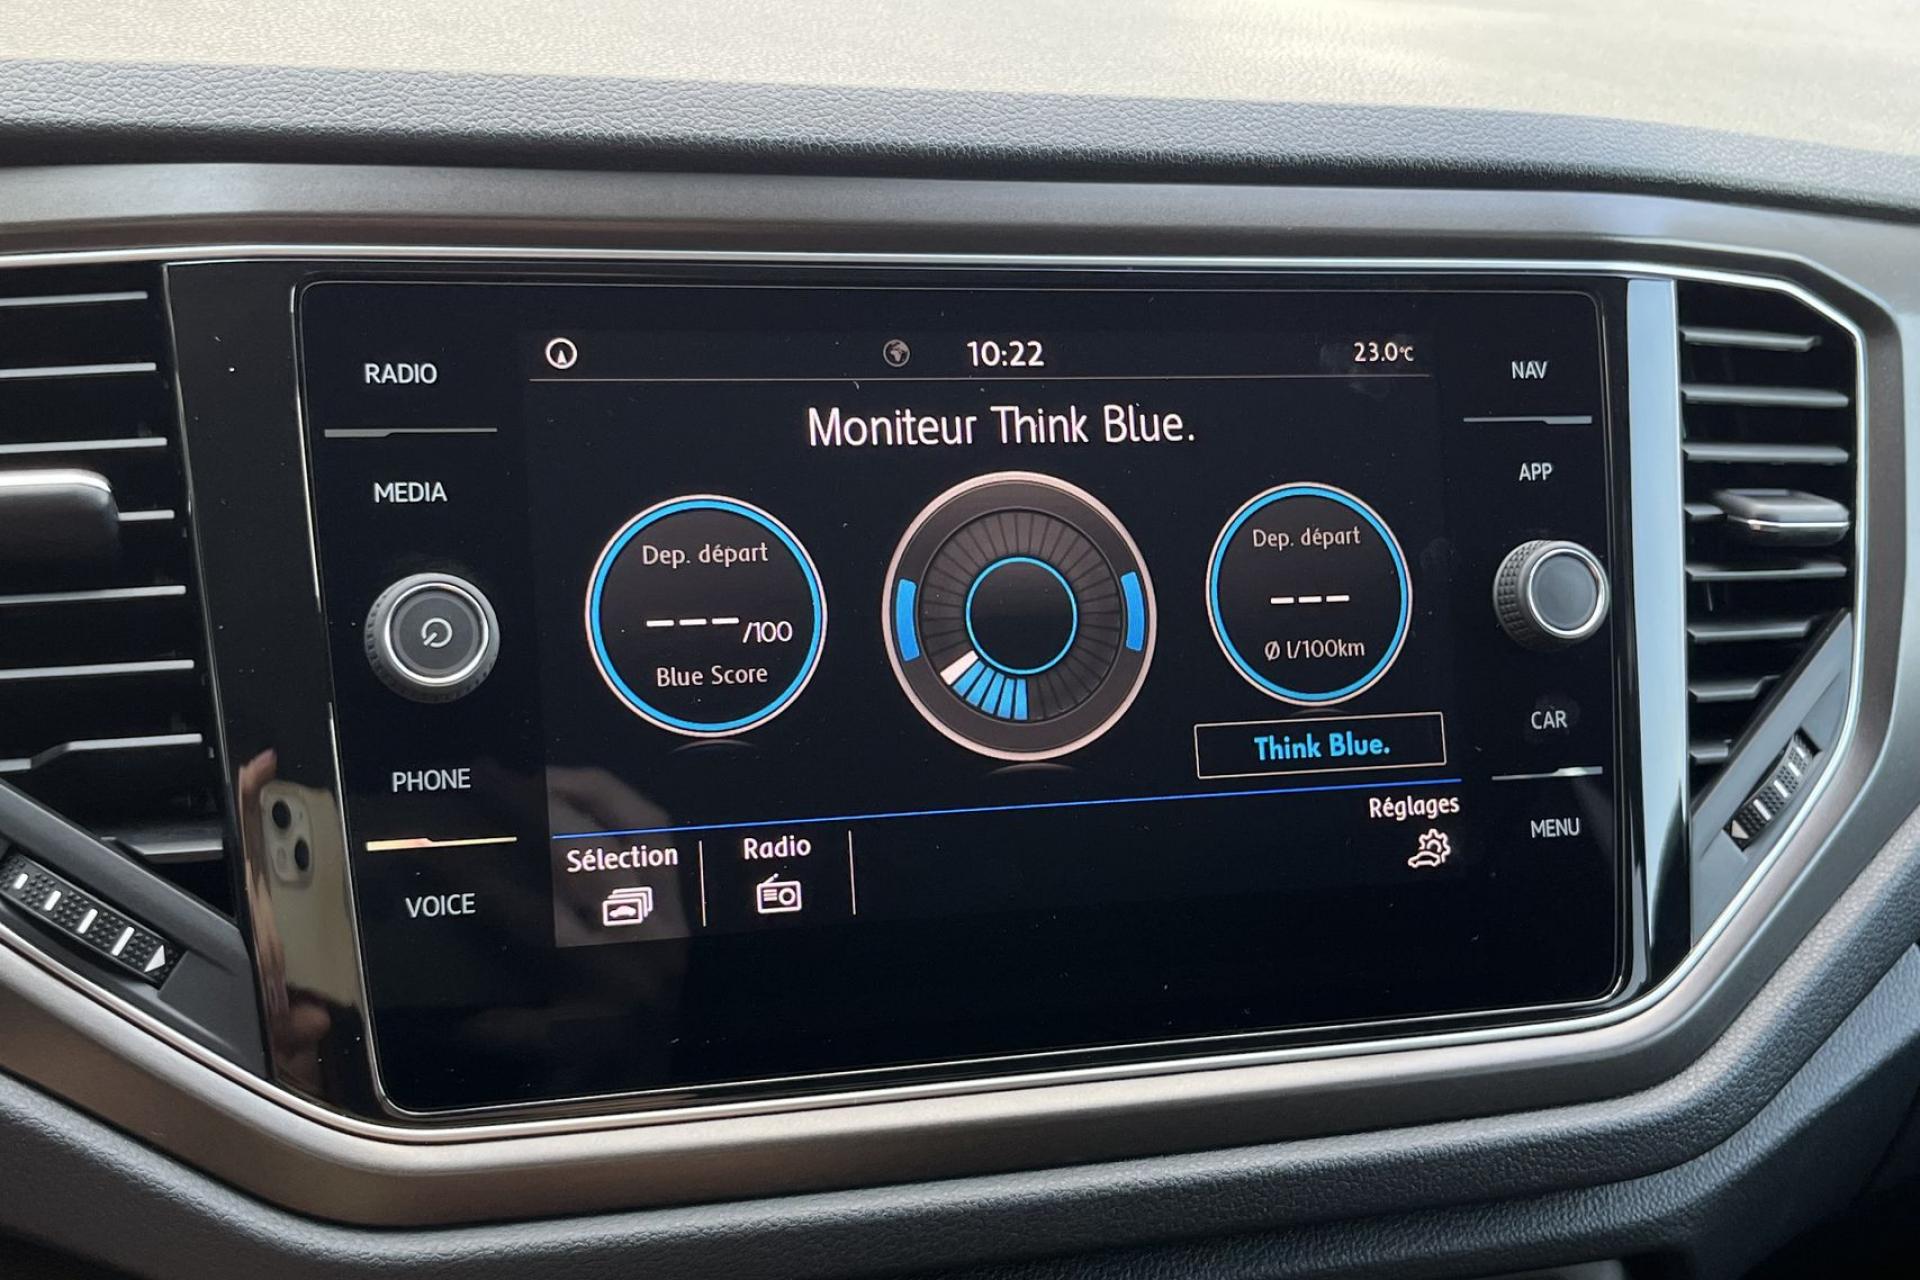 RADIO
MEDIA
PHONE
VOICE
10:22
23.0°C
Moniteur Think Blue.
Dep. départ
---/100
Blue Score
Dep. départ
---
Ø l/100km
Think Blue.
Sélection
Radio
Réglages
NAV
APP
CAR
MENU